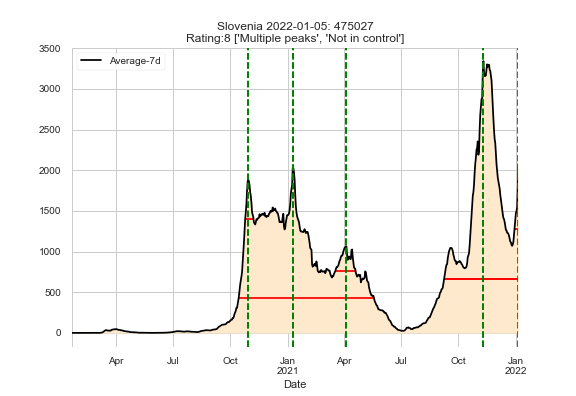 Slovenia 2022-01-05: 475027
Rating:8 ['Multiple peaks', 'Not in control']
Average-7d
3500
3000
2500
2000
1500
1000
500
0
Apr Jul Oct Jan Apr Jul Oct Jan
2021 2022
Date